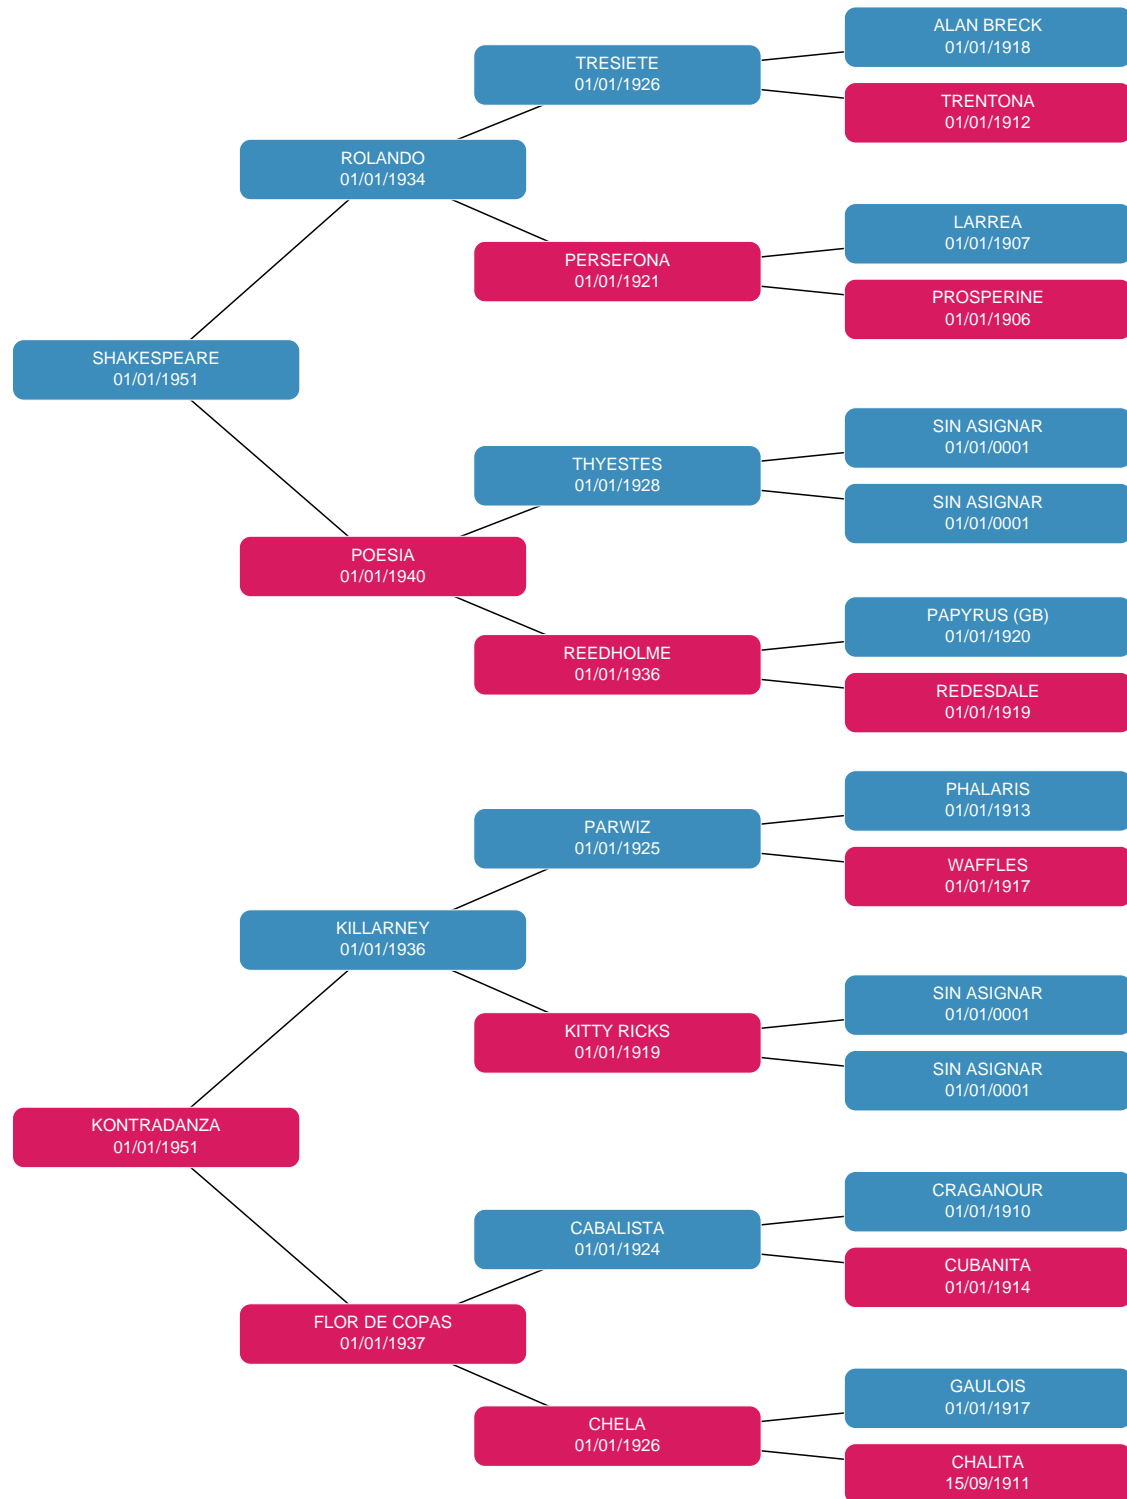 ALAN BRECK
01/01/1918
TRESIETE
01/01/1926
TRENTONA
01/01/1912
ROLANDO
01/01/1934
LARREA
01/01/1907
PERSEFONA
01/01/1921
PROSPERINE
01/01/1906
SHAKESPEARE
01/01/1951
SIN ASIGNAR
01/01/0001
THYESTES
01/01/1928
SIN ASIGNAR
01/01/0001
POESIA
01/01/1940
PAPYRUS (GB)
01/01/1920
REEDHOLME
01/01/1936
REDESDALE
01/01/1919
PHALARIS
01/01/1913
PARWIZ
01/01/1925
WAFFLES
01/01/1917
KILLARNEY
01/01/1936
SIN ASIGNAR
01/01/0001
KITTY RICKS
01/01/1919
SIN ASIGNAR
01/01/0001
KONTRADANZA
01/01/1951
CRAGANOUR
01/01/1910
CABALISTA
01/01/1924
CUBANITA
01/01/1914
FLOR DE COPAS
01/01/1937
GAULOIS
01/01/1917
CHELA
01/01/1926
CHALITA
15/09/1911